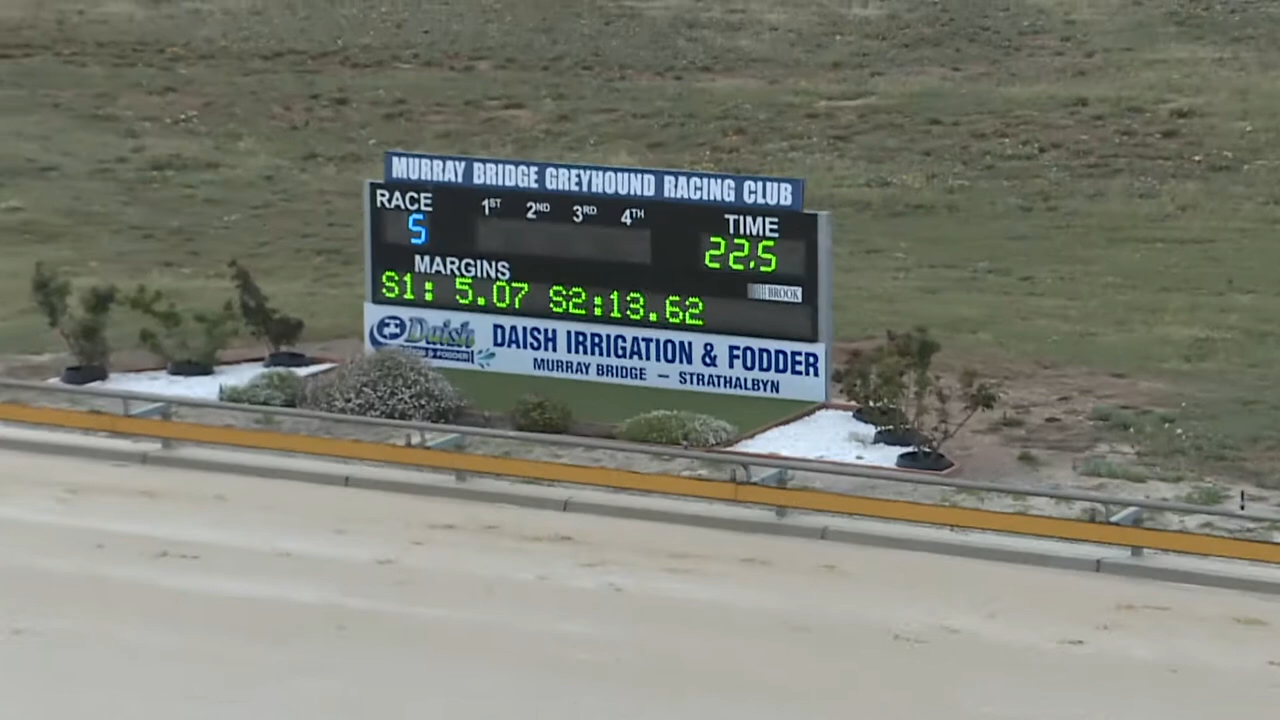 MURRAY BRIDGE GREYHOUND RACING CLUB
RACE 1ST 2ND 3RD 4TH TIME
5 22.5
MARGINS
S1: 5.07 S2:13.62
BROOK
Daish
& FODDER
DAISH IRRIGATION & FODDER
MURRAY BRIDGE – STRATHALBYN